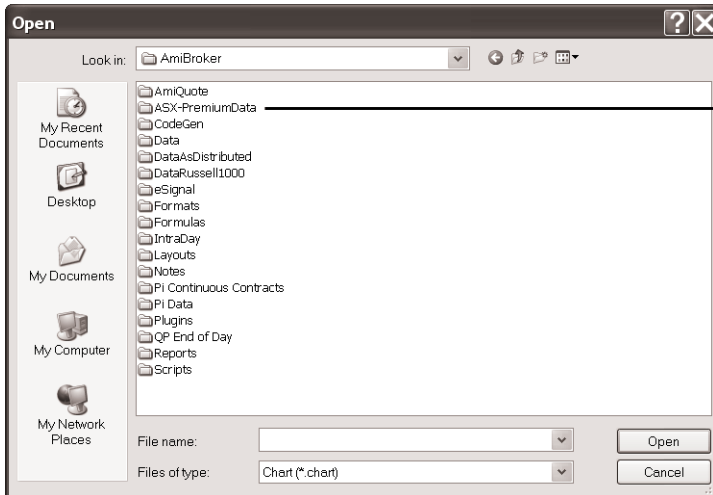 Open
Look in: AmiBroker
My Recent
Documents
Desktop
My Documents
My Computer
My Network
Places
AmiQuote
ASX-PremiumData
CodeGen
Data
DataAsDistributed
DataRussell1000
eSignal
Formats
Formulas
IntraDay
Layouts
Notes
Pi Continuous Contracts
Pi Data
Plugins
QP End of Day
Reports
Scripts
File name:
Open
Files of type: Chart (*.chart)
Cancel